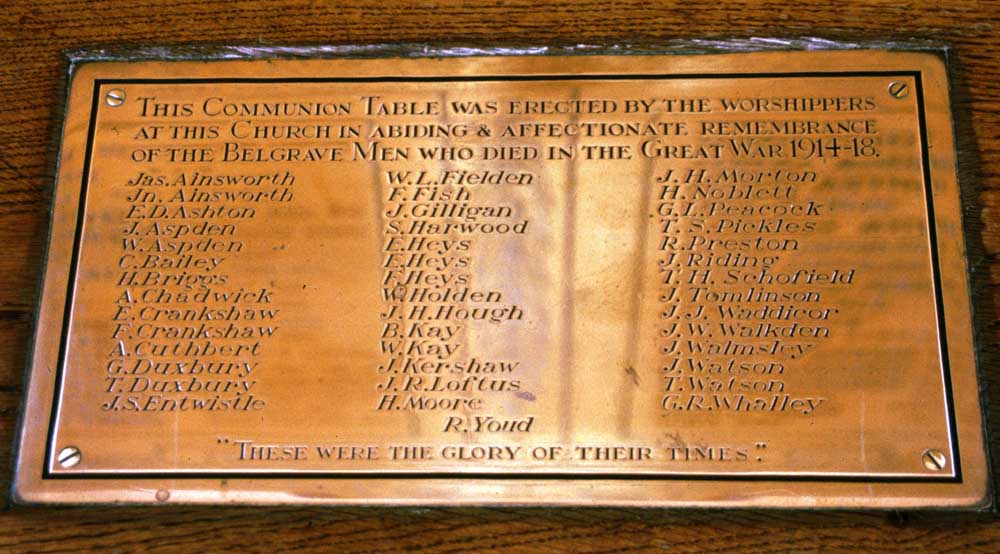 THIS COMMUNION TABLE WAS ERECTED BY THE WORSHIPPERS
AT THIS CHURCH IN ABIDING & AFFECTIONATE REMEMBRANCE
OF THE BELGRAVE MEN WHO DIED IN THE GREAT WAR 1914-18.
Jas. Ainsworth
Jn. Ainsworth
E.D. Ashton
J. Aspden
W. Aspden
C. Bailey
H. Briggs
A. Chadwick
E. Crankshaw
F. Crankshaw
A. Cuthbert
G. Duxbury
T. Duxbury
J.S. Entwistle
W.L. Fielden
F. Fish
J. Gilligan
S. Harwood
E. Heys
E. Heys
F. Heys
W. Holden
J.H. Hough
B. Kay
W. Kay
J. Kershaw
J.R. Loftus
H. Moore
J.H. Morton
H. Noblett
G.L. Peacock
T.S. Pickles
R. Preston
J. Riding
T.H. Schofield
J. Tomlinson
J.J. Waddicor
J.W. Walkden
J. Walmsley
J. Watson
T. Watson
G.R. Whalley
R. Youd
"THESE WERE THE GLORY OF THEIR TIMES".